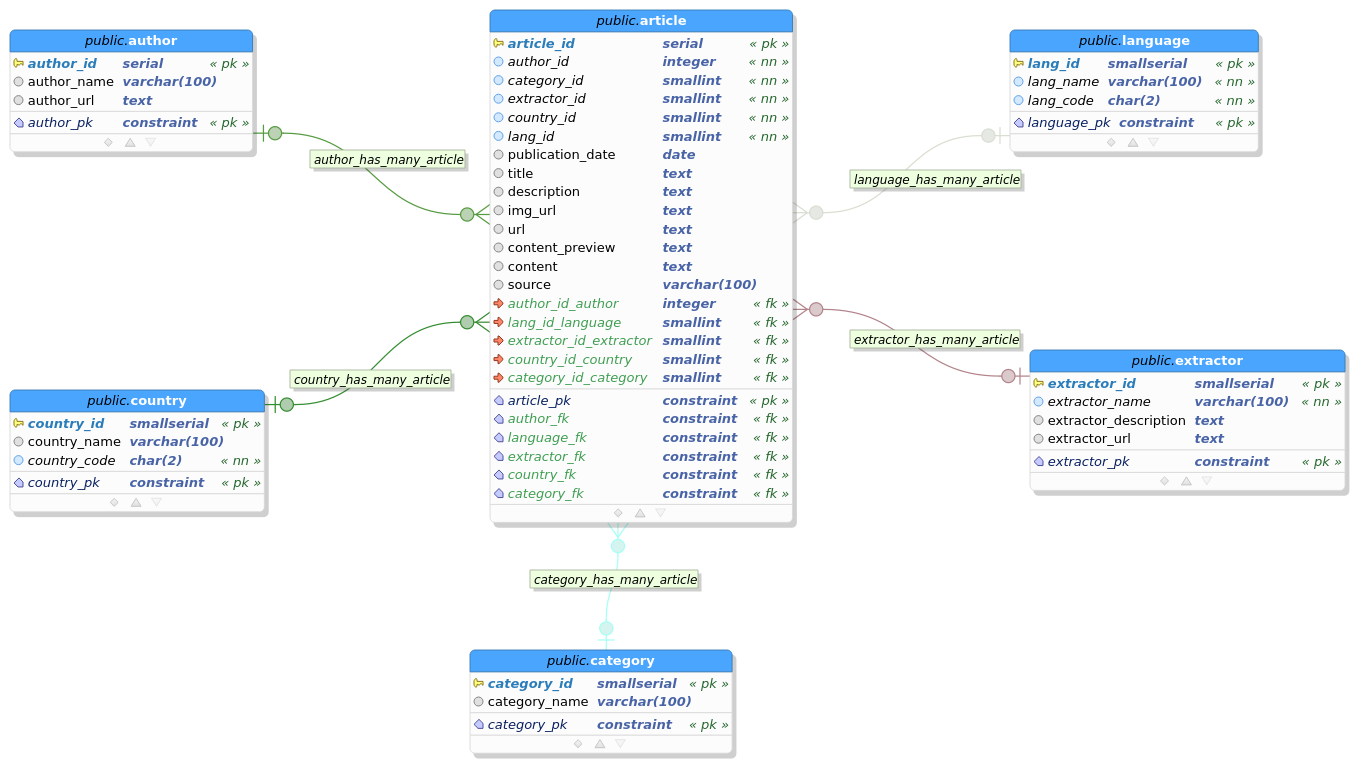 public.author
author_id serial « pk »
author_name varchar(100)
author_url text
author_pk constraint « pk »
public.article
article_id serial « pk »
author_id integer « nn »
category_id smallint « nn »
extractor_id smallint « nn »
country_id smallint « nn »
lang_id smallint « nn »
publication_date date
title text
description text
img_url text
url text
content_preview text
content text
source varchar(100)
author_id_author integer « fk »
lang_id_language smallint « fk »
extractor_id_extractor smallint « fk »
country_id_country smallint « fk »
category_id_category smallint « fk »
article_pk constraint « pk »
author_fk constraint « fk »
language_fk constraint « fk »
extractor_fk constraint « fk »
country_fk constraint « fk »
category_fk constraint « fk »
public.language
lang_id smallserial « pk »
lang_name varchar(100) « nn »
lang_code char(2) « nn »
language_pk constraint « pk »
author_has_many_article
language_has_many_article
country_has_many_article
extractor_has_many_article
public.country
country_id smallserial « pk »
country_name varchar(100)
country_code char(2) « nn »
country_pk constraint « pk »
public.extractor
extractor_id smallserial « pk »
extractor_name varchar(100) « nn »
extractor_description text
extractor_url text
extractor_pk constraint « pk »
category_has_many_article
public.category
category_id smallserial « pk »
category_name varchar(100)
category_pk constraint « pk »